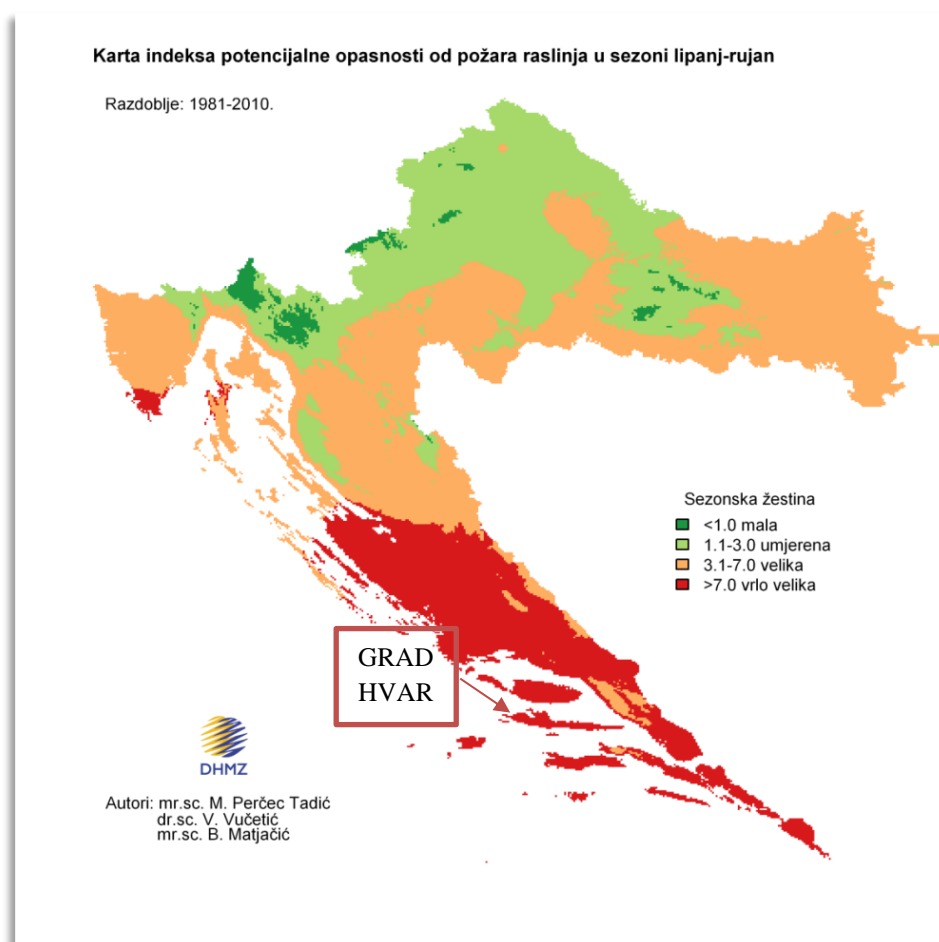 Karta indeksa potencijalne opasnosti od požara raslinja u sezoni lipanj-rujan
Razdoblje: 1981-2010.
Sezonska žestina
<1.0 mala
1.1-3.0 umjerena
3.1-7.0 velika
>7.0 vrlo velika
GRAD
HVAR
DHMZ
Autori: mr.sc. M. Perčec Tadić
dr.sc. V. Vučetić
mr.sc. B. Matjačić